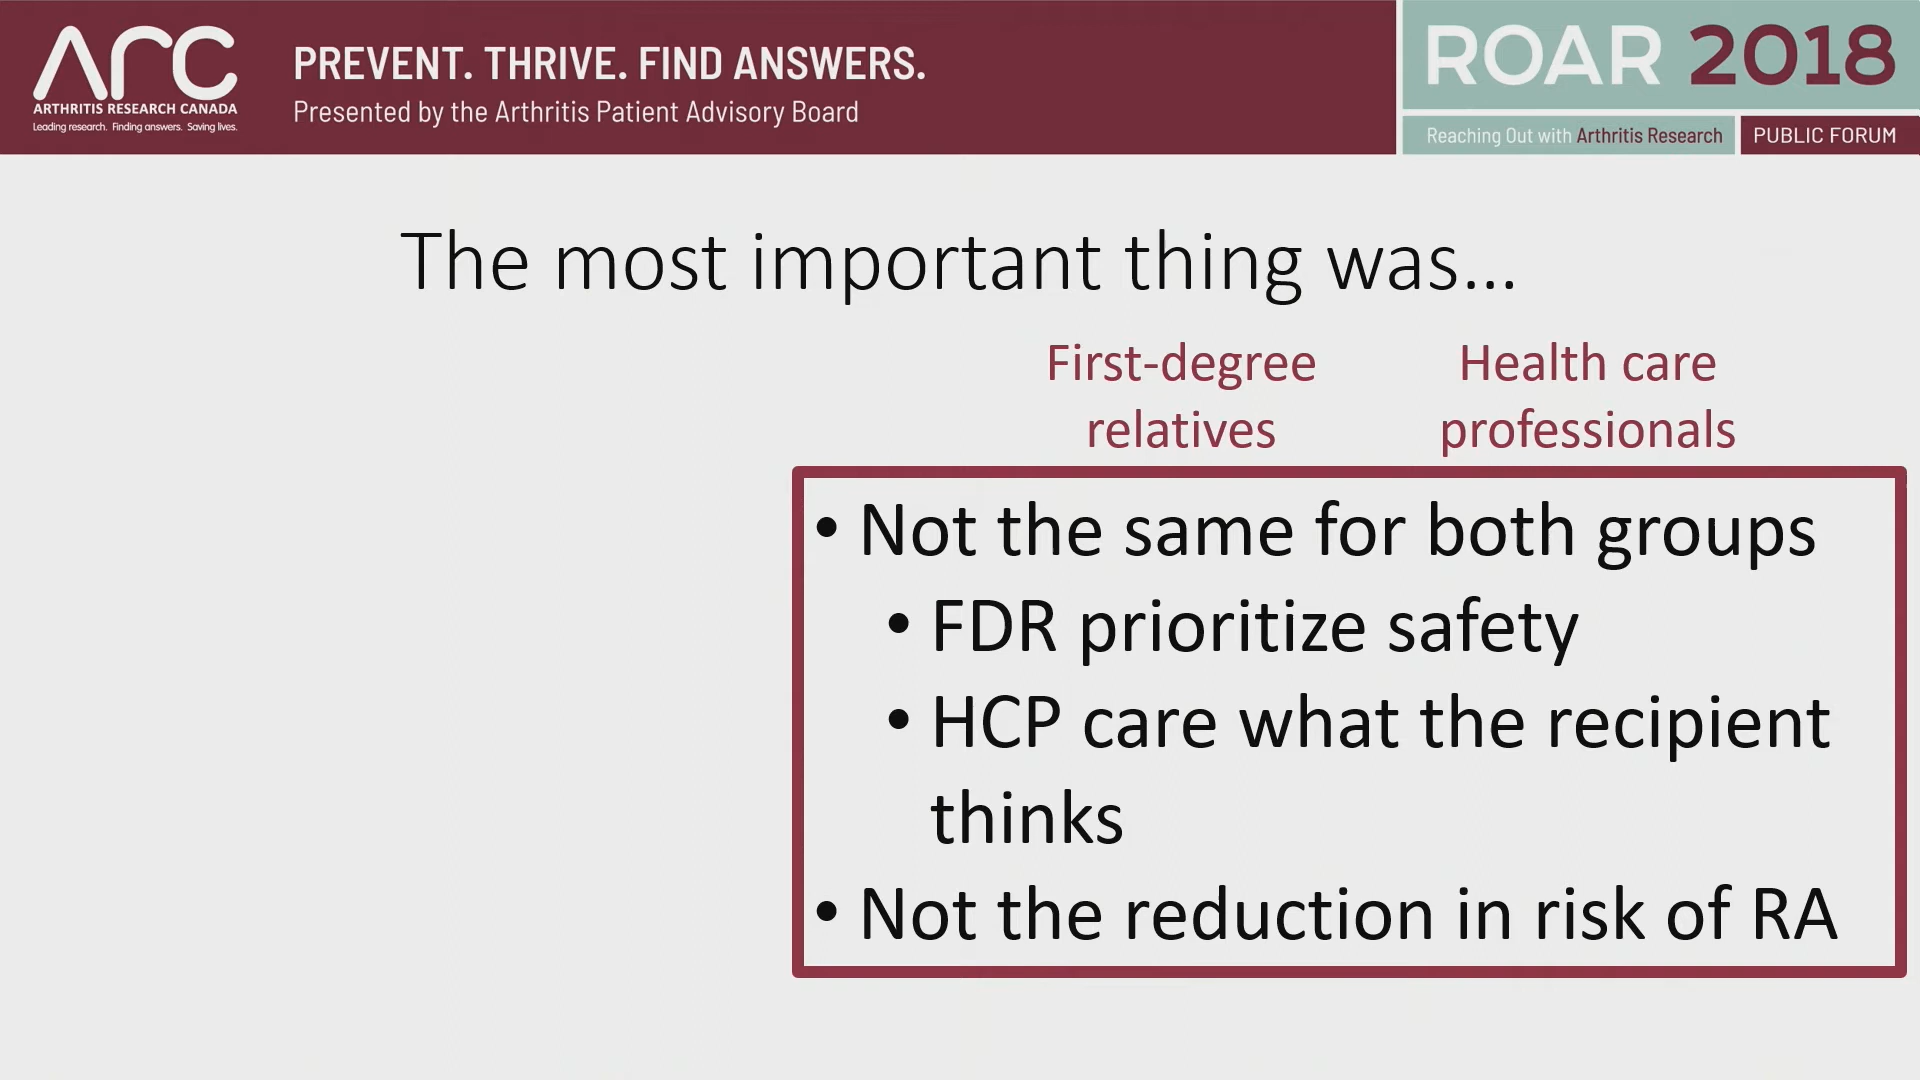 ARC
ARTHRITIS RESEARCH CANADA
Leading research. Finding answers. Saving lives.
PREVENT. THRIVE. FIND ANSWERS.
Presented by the Arthritis Patient Advisory Board
ROAR 2018
Reaching Out with Arthritis Research
PUBLIC FORUM
The most important thing was...
First-degree
relatives
Health care
professionals
• Not the same for both groups
• FDR prioritize safety
• HCP care what the recipient
thinks
• Not the reduction in risk of RA